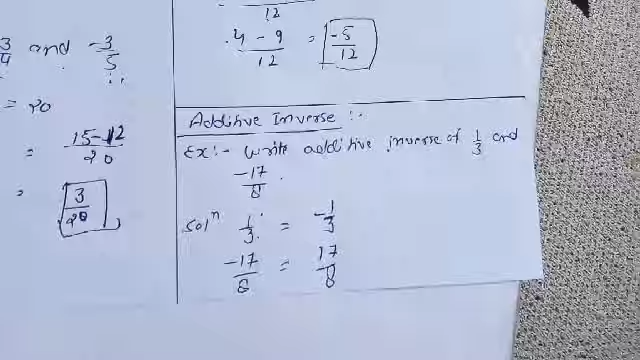 3/4 and -3/5
= 20
= 15-12/20
= 3/20
12
4 - 9/12 = -5/12
Additive Inverse :-
Ex:- Write additive inverse of 1/3 and
-17/8 .
Solⁿ 1/3 = -1/3
-17/8 = 17/8